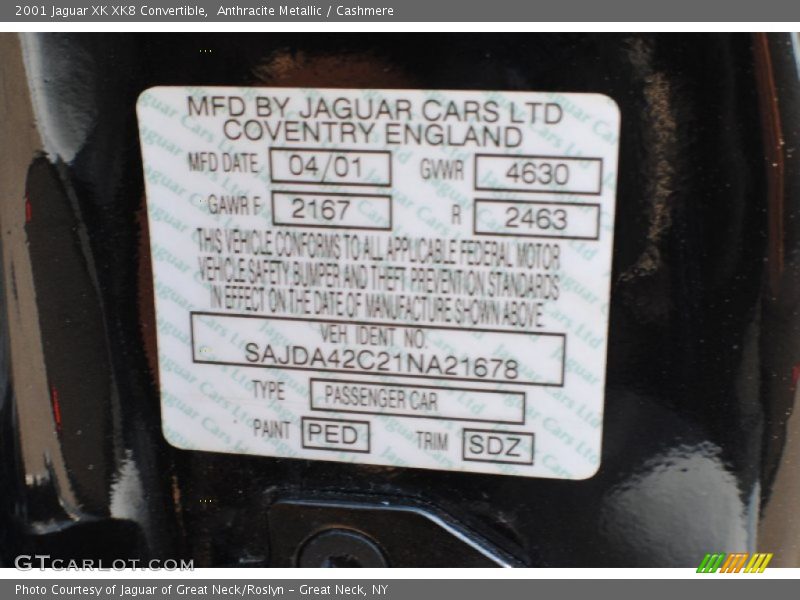 2001 Jaguar XK XK8 Convertible,  Anthracite Metallic / Cashmere
MFD BY JAGUAR CARS LTD
COVENTRY ENGLAND
MFD DATE 04/01 GVWR 4630
GAWR F 2167 R 2463
THIS VEHICLE CONFORMS TO ALL APPLICABLE FEDERAL MOTOR
VEHICLE SAFETY BUMPER AND THEFT PREVENTION STANDARDS
IN EFFECT ON THE DATE OF MANUFACTURE SHOWN ABOVE
VEH IDENT NO.
SAJDA42C21NA21678
TYPE PASSENGER CAR
PAINT PED TRIM SDZ
GTCARLOT.COM
Photo Courtesy of Jaguar of Great Neck/Roslyn – Great Neck, NY